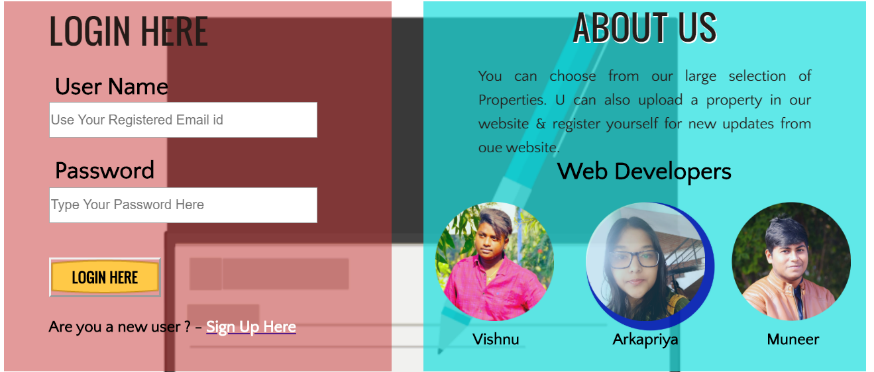 LOGIN HERE
User Name
Use Your Registered Email id
Password
Type Your Password Here
LOGIN HERE
Are you a new user ? - Sign Up Here
ABOUT US
You can choose from our large selection of
Properties. U can also upload a property in our
website & register yourself for new updates from
oue website.
Web Developers
Vishnu
Arkapriya
Muneer